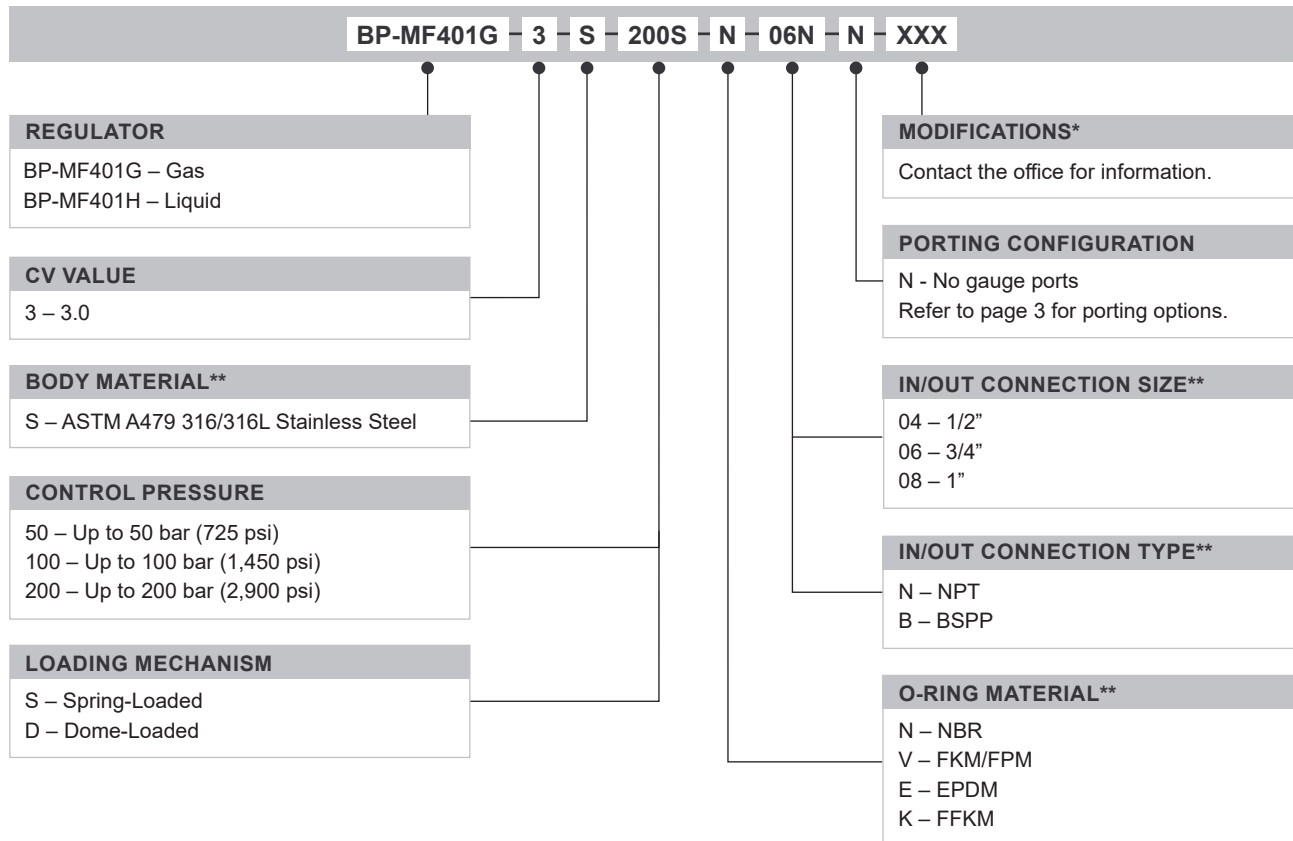 BP-MF401G - 3 - S - 200S - N - 06N - N - XXX
REGULATOR
BP-MF401G – Gas
BP-MF401H – Liquid
CV VALUE
3 – 3.0
BODY MATERIAL**
S – ASTM A479 316/316L Stainless Steel
CONTROL PRESSURE
50 – Up to 50 bar (725 psi)
100 – Up to 100 bar (1,450 psi)
200 – Up to 200 bar (2,900 psi)
LOADING MECHANISM
S – Spring-Loaded
D – Dome-Loaded
MODIFICATIONS*
Contact the office for information.
PORTING CONFIGURATION
N - No gauge ports
Refer to page 3 for porting options.
IN/OUT CONNECTION SIZE**
04 – 1/2”
06 – 3/4”
08 – 1”
IN/OUT CONNECTION TYPE**
N – NPT
B – BSPP
O-RING MATERIAL**
N – NBR
V – FKM/FPM
E – EPDM
K – FFKM